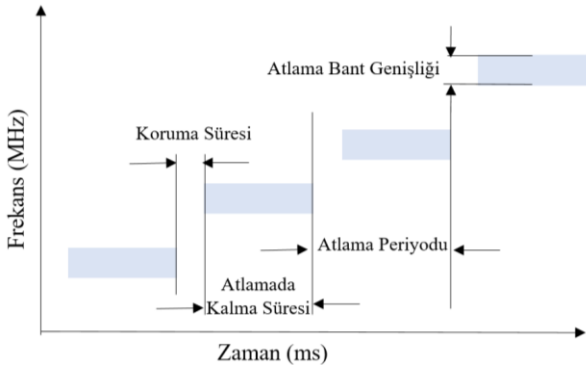 Atlama Bant Genişliği
Koruma Süresi
Atlama Periyodu
Atlamada
Kalma Süresi
Frekans (MHz)
Zaman (ms)